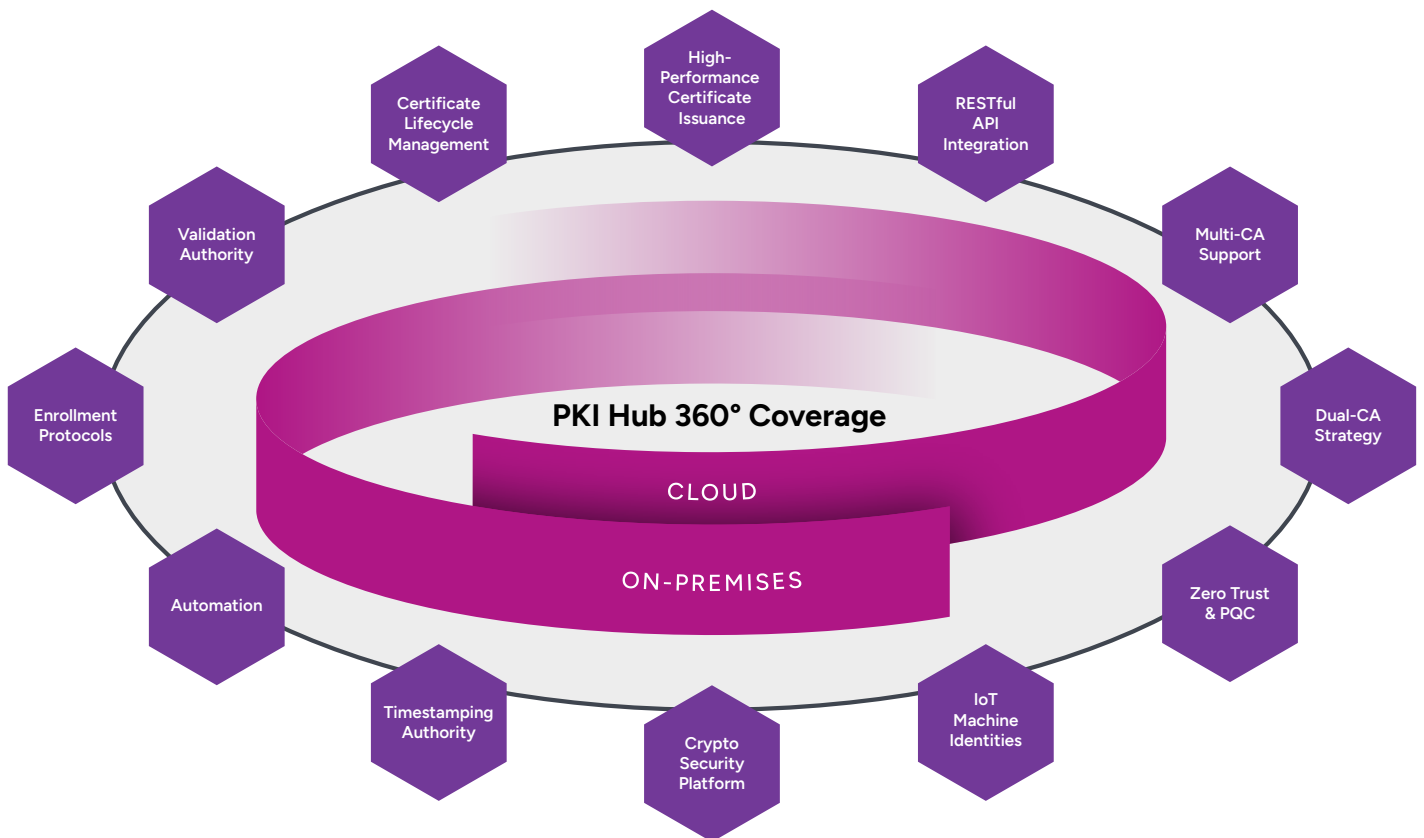 High-
Performance
Certificate
Issuance
Certificate
Lifecycle
Management
RESTful
API
Integration
Validation
Authority
Multi-CA
Support
Enrollment
Protocols
PKI Hub 360° Coverage
Dual-CA
Strategy
CLOUD
ON-PREMISES
Automation
Zero Trust
& PQC
Timestamping
Authority
IoT
Machine
Identities
Crypto
Security
Platform